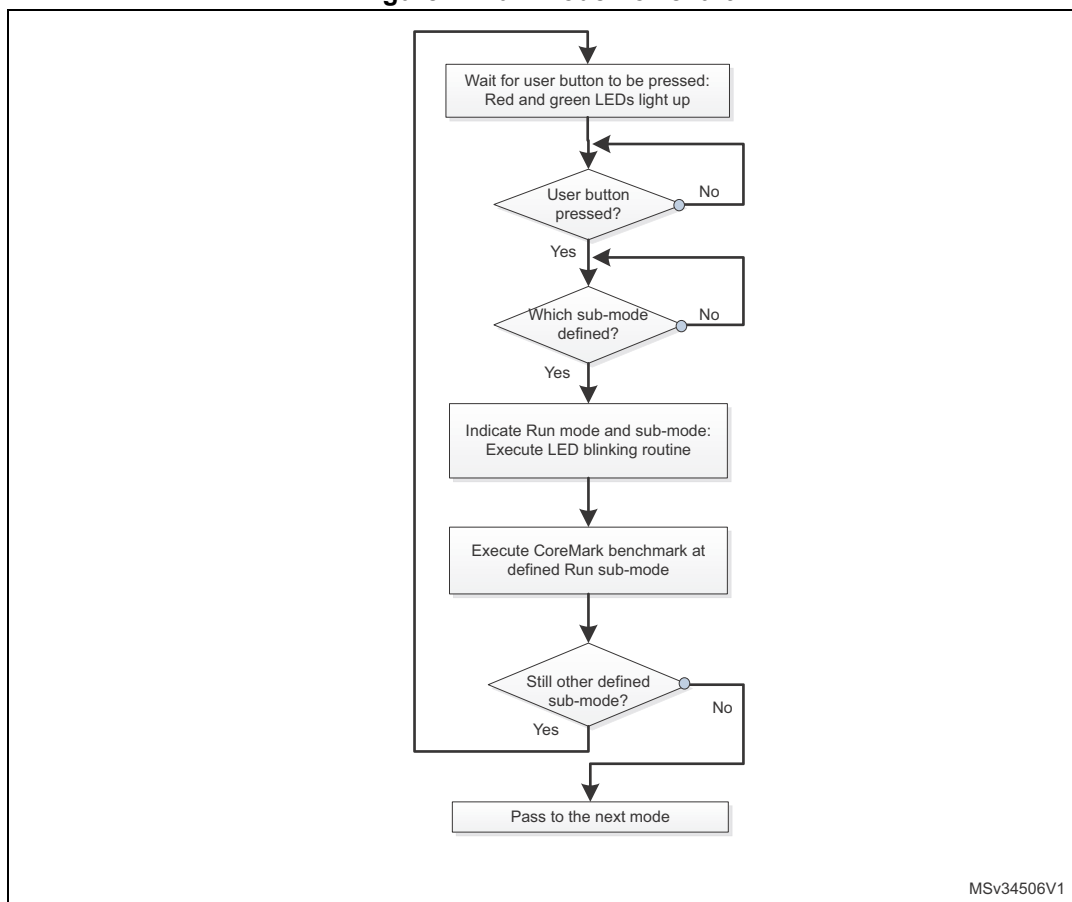 Wait for user button to be pressed:
Red and green LEDs light up
User button
pressed?
No
Yes
Which sub-mode
defined?
No
Yes
Indicate Run mode and sub-mode:
Execute LED blinking routine
Execute CoreMark benchmark at
defined Run sub-mode
Still other defined
sub-mode?
No
Yes
Pass to the next mode
MSv34506V1